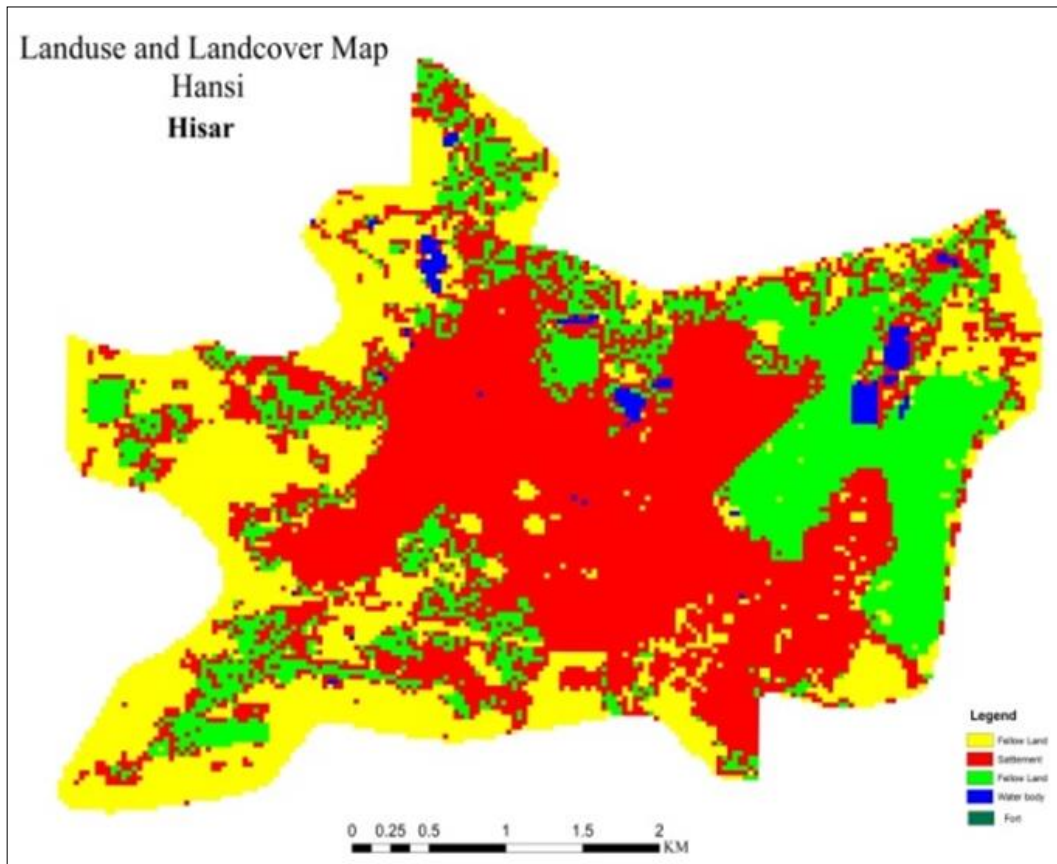 Landuse and Landcover Map
Hansi
Hisar
Legend
Fellow Land
Sattlement
Fellow Land
Water body
Fort
0 0.25 0.5 1 1.5 2
KM